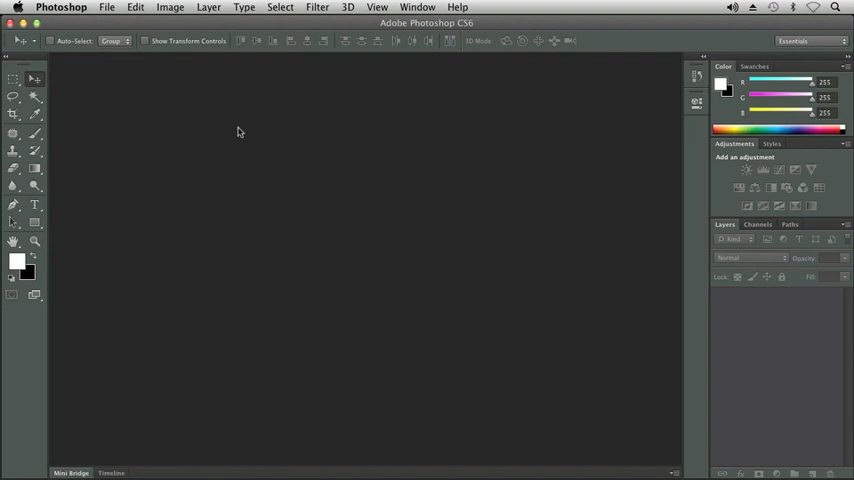 Photoshop File Edit Image Layer Type Select Filter 3D View Window Help
Adobe Photoshop CS6
Auto-Select: Group Show Transform Controls 3D Mode: Essentials
Color Swatches
R 255
G 255
B 255
Adjustments Styles
Add an adjustment
Layers Channels Paths
Kind
Normal Opacity:
Lock: Fill:
Mini Bridge Timeline